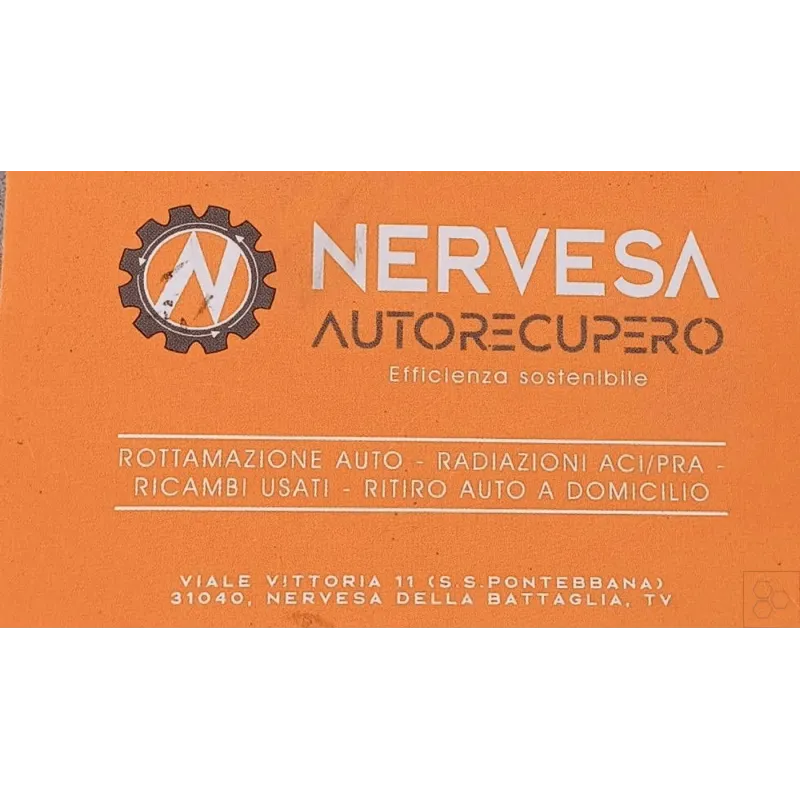 N
NERVESA
AUTORECUPERO
Efficienza sostenibile
ROTTAMAZIONE AUTO - RADIAZIONI ACI/PRA -
RICAMBI USATI - RITIRO AUTO A DOMICILIO
VIALE VITTORIA 11 (S.S.PONTEBBANA)
31040, NERVESA DELLA BATTAGLIA, TV